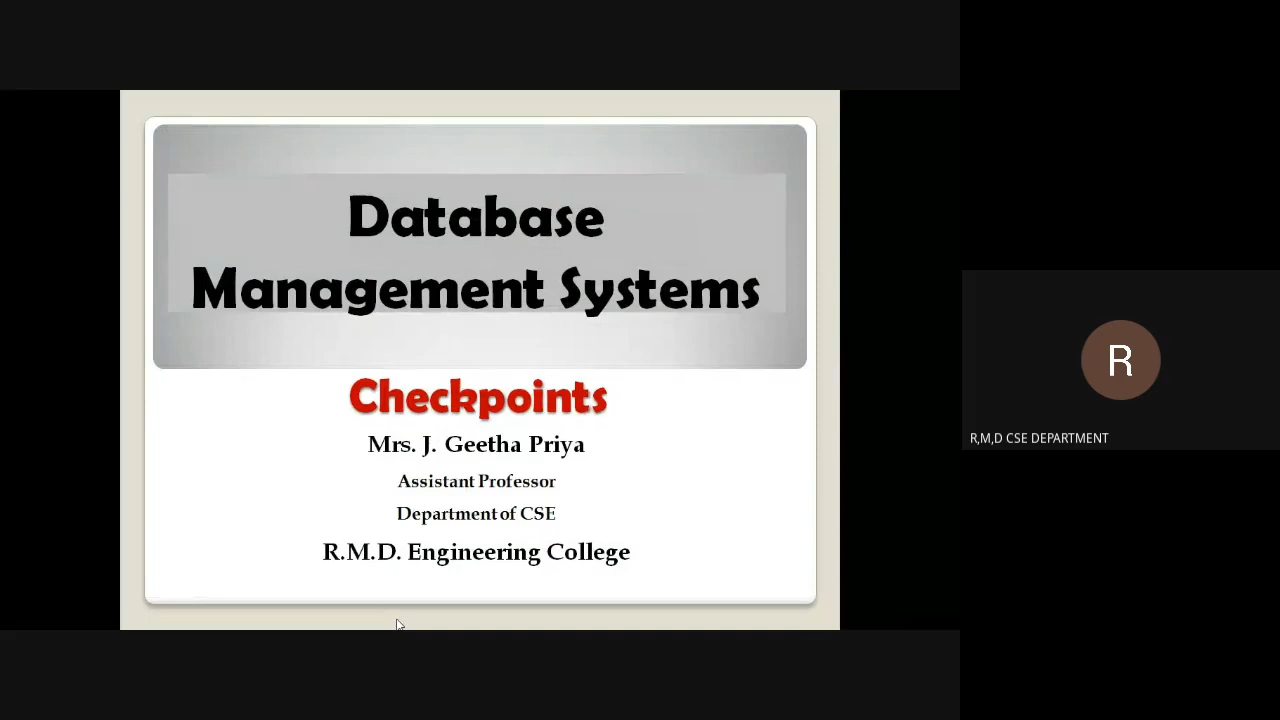 Database
Management Systems
Checkpoints
Mrs. J. Geetha Priya
Assistant Professor
Department of CSE
R.M.D. Engineering College
R
R,M,D CSE DEPARTMENT